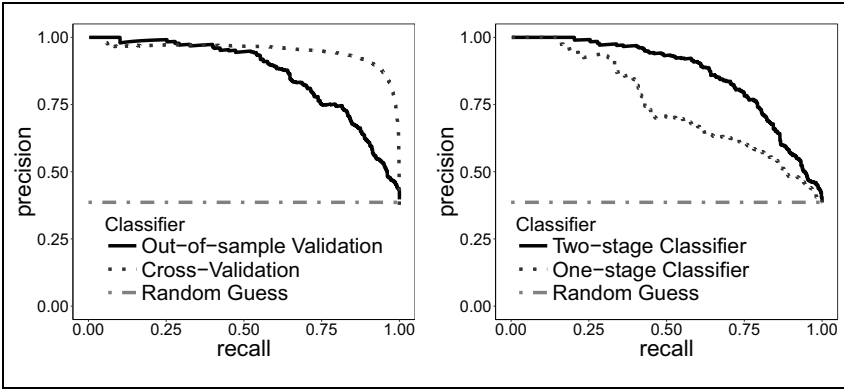 precision
1.00
0.75
0.50
0.25
0.00
Classifier
Out-of-sample Validation
Cross-Validation
Random Guess
0.00 0.25 0.50 0.75 1.00
recall
precision
1.00
0.75
0.50
0.25
0.00
Classifier
Two-stage Classifier
One-stage Classifier
Random Guess
0.00 0.25 0.50 0.75 1.00
recall